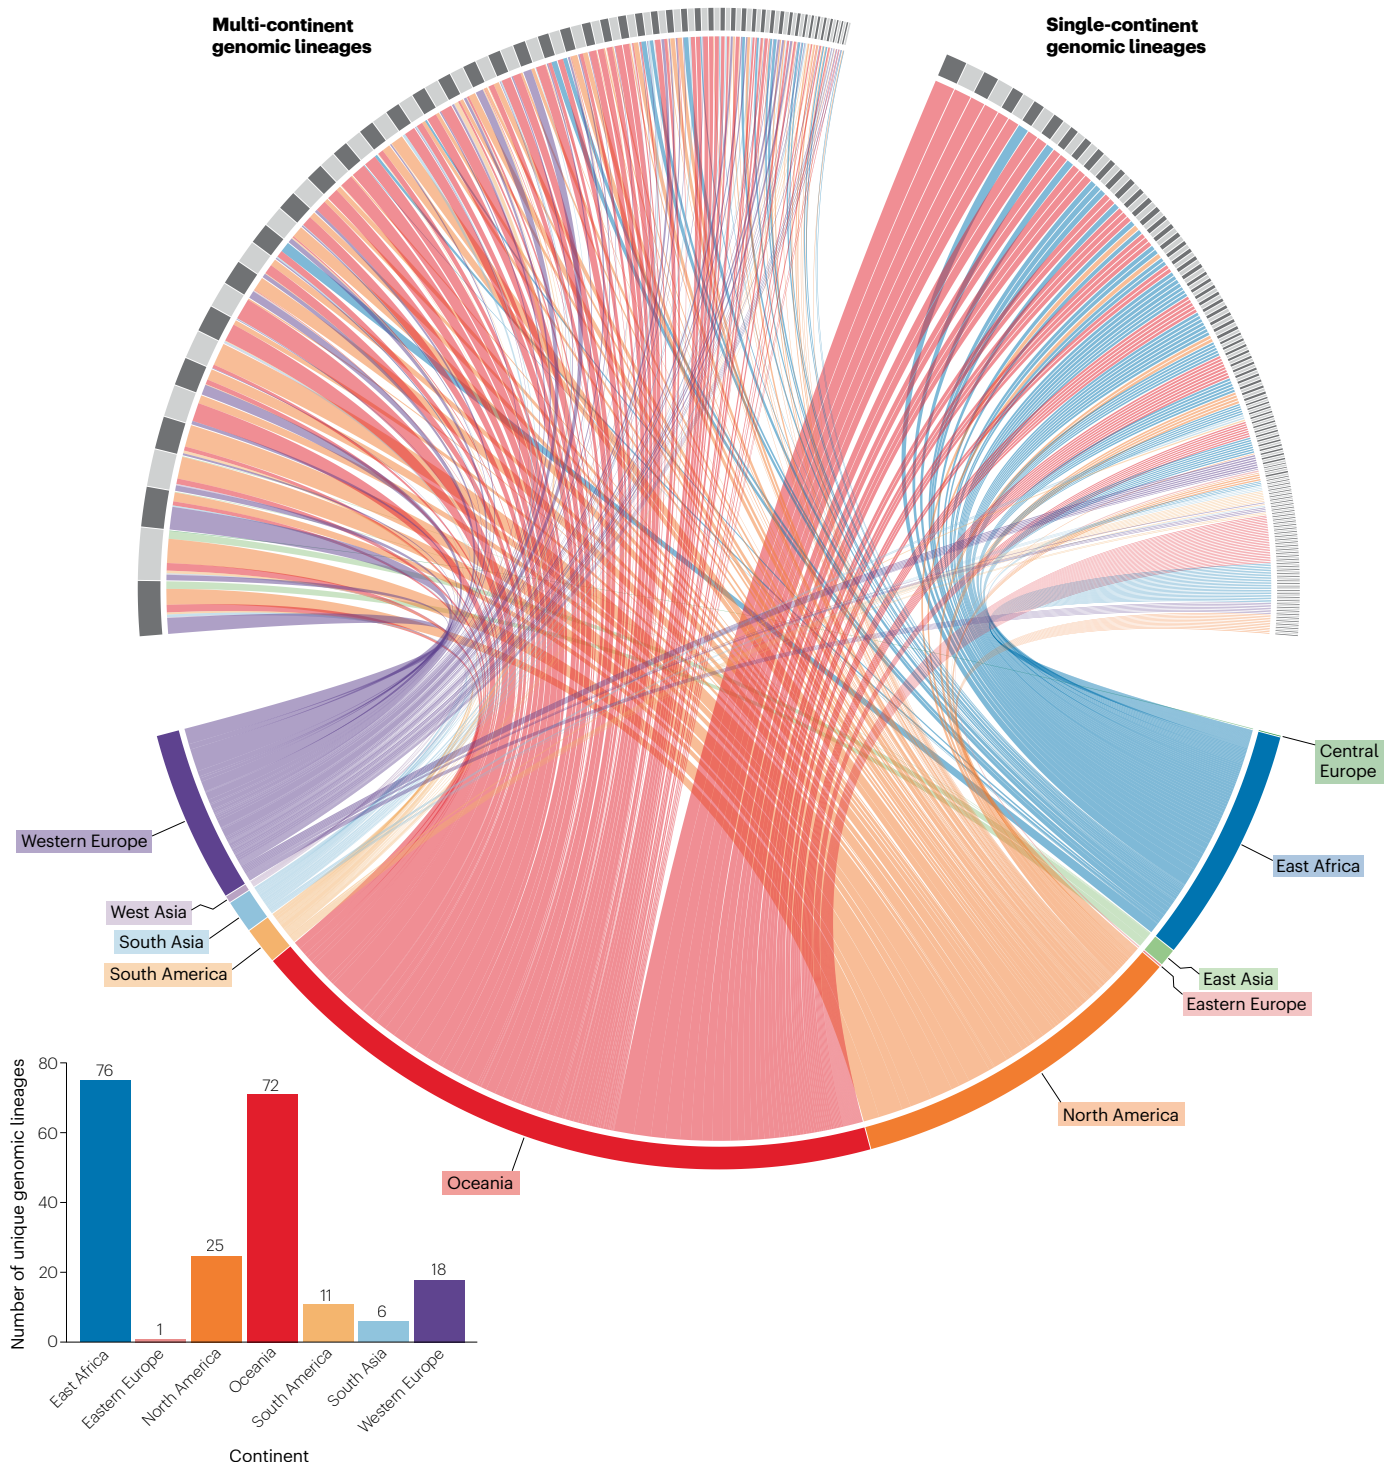 Multi-continent
genomic lineages
Single-continent
genomic lineages
Central
Europe
Western Europe
East Africa
West Asia
South Asia
South America
East Asia
Eastern Europe
North America
Oceania
Number of unique genomic lineages
80
60
40
20
0
76
1
25
72
11
6
18
East Africa
Eastern Europe
North America
Oceania
South America
South Asia
Western Europe
Continent